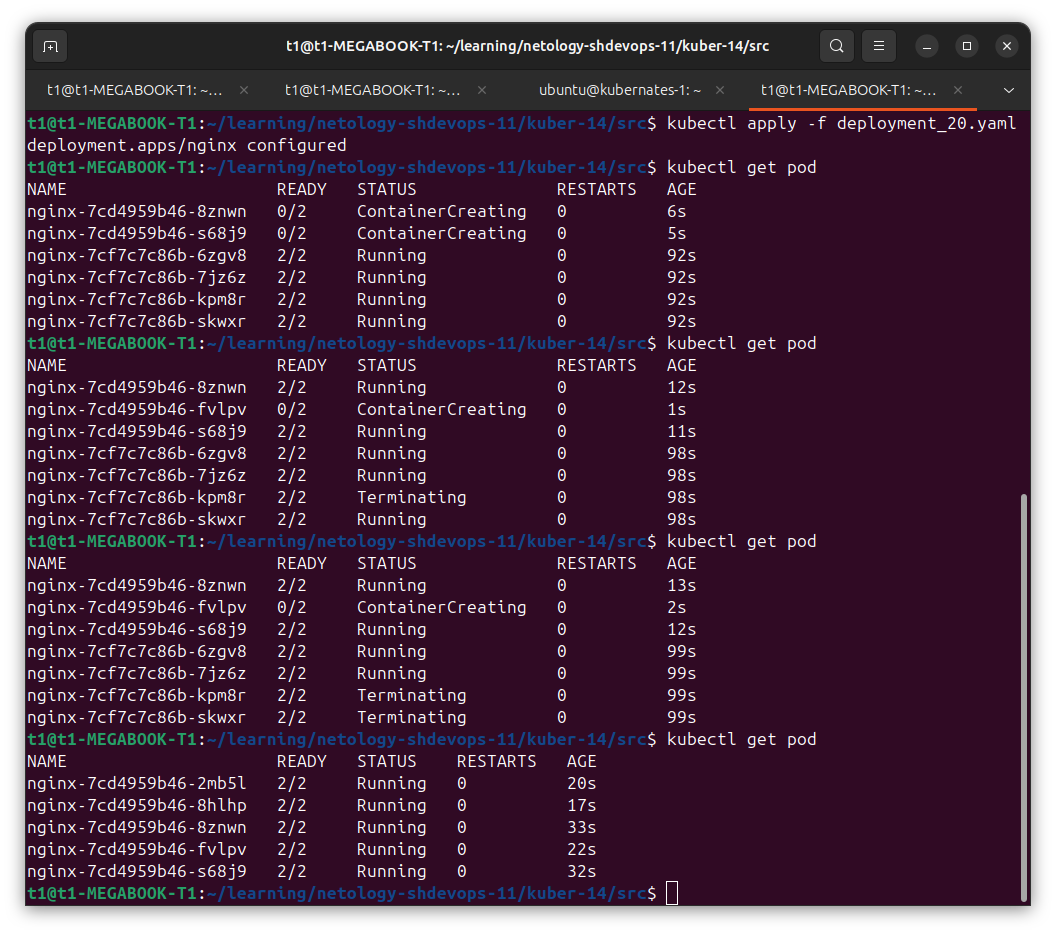 t1@t1-MEGABOOK-T1: ~/learning/netology-shdevops-11/kuber-14/src
t1@t1-MEGABOOK-T1: ~... × t1@t1-MEGABOOK-T1: ~... × ubuntu@kubernates-1: ~ × t1@t1-MEGABOOK-T1: ~... ×
t1@t1-MEGABOOK-T1:~/learning/netology-shdevops-11/kuber-14/src$ kubectl apply -f deployment_20.yaml
deployment.apps/nginx configured
t1@t1-MEGABOOK-T1:~/learning/netology-shdevops-11/kuber-14/src$ kubectl get pod
NAME                     READY   STATUS              RESTARTS   AGE
nginx-7cd4959b46-8znwn   0/2     ContainerCreating   0          6s
nginx-7cd4959b46-s68j9   0/2     ContainerCreating   0          5s
nginx-7cf7c7c86b-6zgv8   2/2     Running             0          92s
nginx-7cf7c7c86b-7jz6z   2/2     Running             0          92s
nginx-7cf7c7c86b-kpm8r   2/2     Running             0          92s
nginx-7cf7c7c86b-skwxr   2/2     Running             0          92s
t1@t1-MEGABOOK-T1:~/learning/netology-shdevops-11/kuber-14/src$ kubectl get pod
NAME                     READY   STATUS              RESTARTS   AGE
nginx-7cd4959b46-8znwn   2/2     Running             0          12s
nginx-7cd4959b46-fvlpv   0/2     ContainerCreating   0          1s
nginx-7cd4959b46-s68j9   2/2     Running             0          11s
nginx-7cf7c7c86b-6zgv8   2/2     Running             0          98s
nginx-7cf7c7c86b-7jz6z   2/2     Running             0          98s
nginx-7cf7c7c86b-kpm8r   2/2     Terminating         0          98s
nginx-7cf7c7c86b-skwxr   2/2     Running             0          98s
t1@t1-MEGABOOK-T1:~/learning/netology-shdevops-11/kuber-14/src$ kubectl get pod
NAME                     READY   STATUS              RESTARTS   AGE
nginx-7cd4959b46-8znwn   2/2     Running             0          13s
nginx-7cd4959b46-fvlpv   0/2     ContainerCreating   0          2s
nginx-7cd4959b46-s68j9   2/2     Running             0          12s
nginx-7cf7c7c86b-6zgv8   2/2     Running             0          99s
nginx-7cf7c7c86b-7jz6z   2/2     Running             0          99s
nginx-7cf7c7c86b-kpm8r   2/2     Terminating         0          99s
nginx-7cf7c7c86b-skwxr   2/2     Terminating         0          99s
t1@t1-MEGABOOK-T1:~/learning/netology-shdevops-11/kuber-14/src$ kubectl get pod
NAME                     READY   STATUS    RESTARTS   AGE
nginx-7cd4959b46-2mb5l   2/2     Running   0          20s
nginx-7cd4959b46-8hlhp   2/2     Running   0          17s
nginx-7cd4959b46-8znwn   2/2     Running   0          33s
nginx-7cd4959b46-fvlpv   2/2     Running   0          22s
nginx-7cd4959b46-s68j9   2/2     Running   0          32s
t1@t1-MEGABOOK-T1:~/learning/netology-shdevops-11/kuber-14/src$